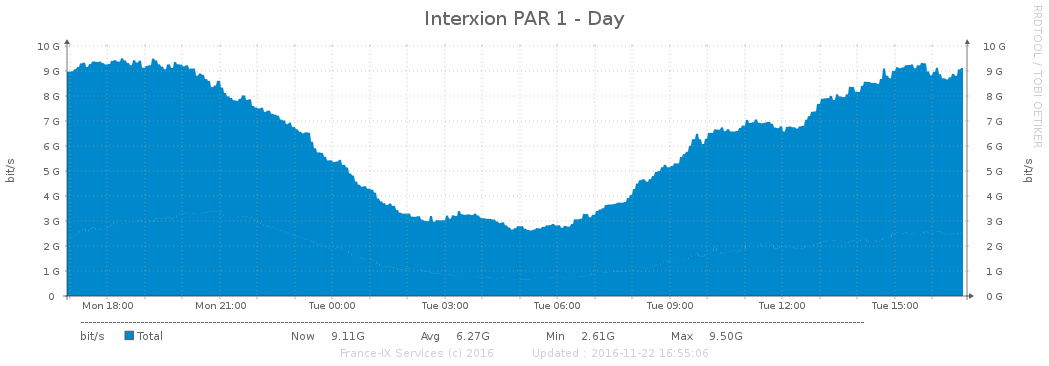 Interxion PAR 1 - Day
RRDTOOL / TOBI OETIKER
bit/s
10 G 10 G
9 G 9 G
8 G 8 G
7 G 7 G
6 G 6 G
5 G 5 G
4 G 4 G
3 G 3 G
2 G 2 G
1 G 1 G
0 0 G
bit/s
Mon 18:00 Mon 21:00 Tue 00:00 Tue 03:00 Tue 06:00 Tue 09:00 Tue 12:00 Tue 15:00
bit/s Total Now 9.11G Avg 6.27G Min 2.61G Max 9.50G
France-IX Services (c) 2016 Updated : 2016-11-22 16:55:06